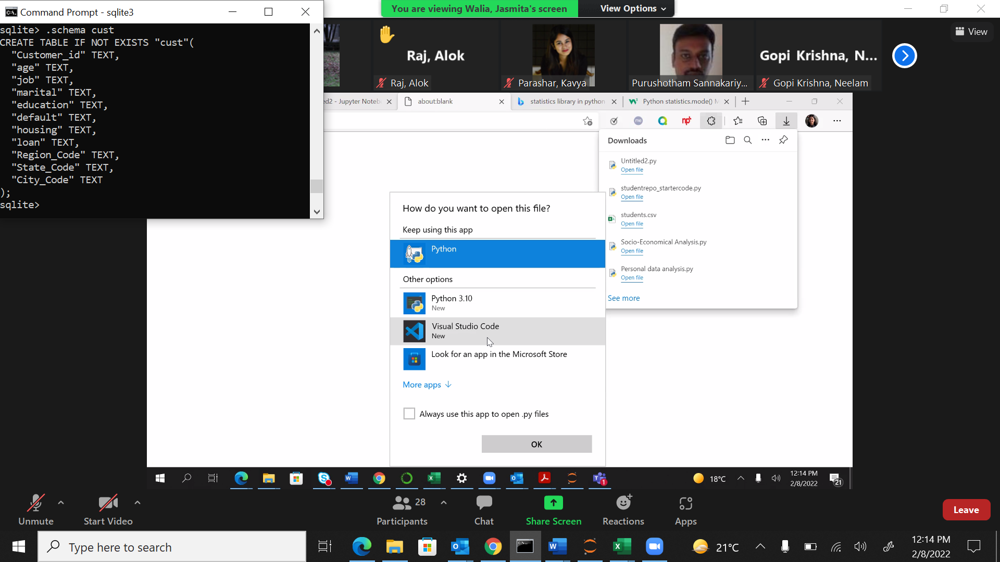 Command Prompt - sqlite3
sqlite> .schema cust
CREATE TABLE IF NOT EXISTS "cust"(
"Customer_id" TEXT,
"age" TEXT,
"job" TEXT,
"marital" TEXT,
"education" TEXT,
"default" TEXT,
"housing" TEXT,
"loan" TEXT,
"Region_Code" TEXT,
"State_Code" TEXT,
"City_Code" TEXT
);
sqlite>
You are viewing Walia, Jasmita's screen
View Options
View
Raj, Alok
Gopi Krishna, N...
Raj, Alok
Parashar, Kavya
Purushotham Sannakariy...
Gopi Krishna, Neelam
ed2 - Jupyter Noteb
about:blank
statistics library in python
Python statistics.mode() M
me
np
Downloads
Untitled2.py
Open file
studentrepo_startercode.py
Open file
students.csv
Open file
Socio-Economical Analysis.py
Open file
Personal data analysis.py
Open file
See more
How do you want to open this file?
Keep using this app
Python
Other options
Python 3.10
New
Visual Studio Code
New
Look for an app in the Microsoft Store
More apps
Always use this app to open .py files
OK
18°C
12:14 PM
2/8/2022
21
Unmute
Start Video
28
Participants
Chat
Share Screen
Reactions
Apps
Leave
Type here to search
21°C
12:14 PM
2/8/2022